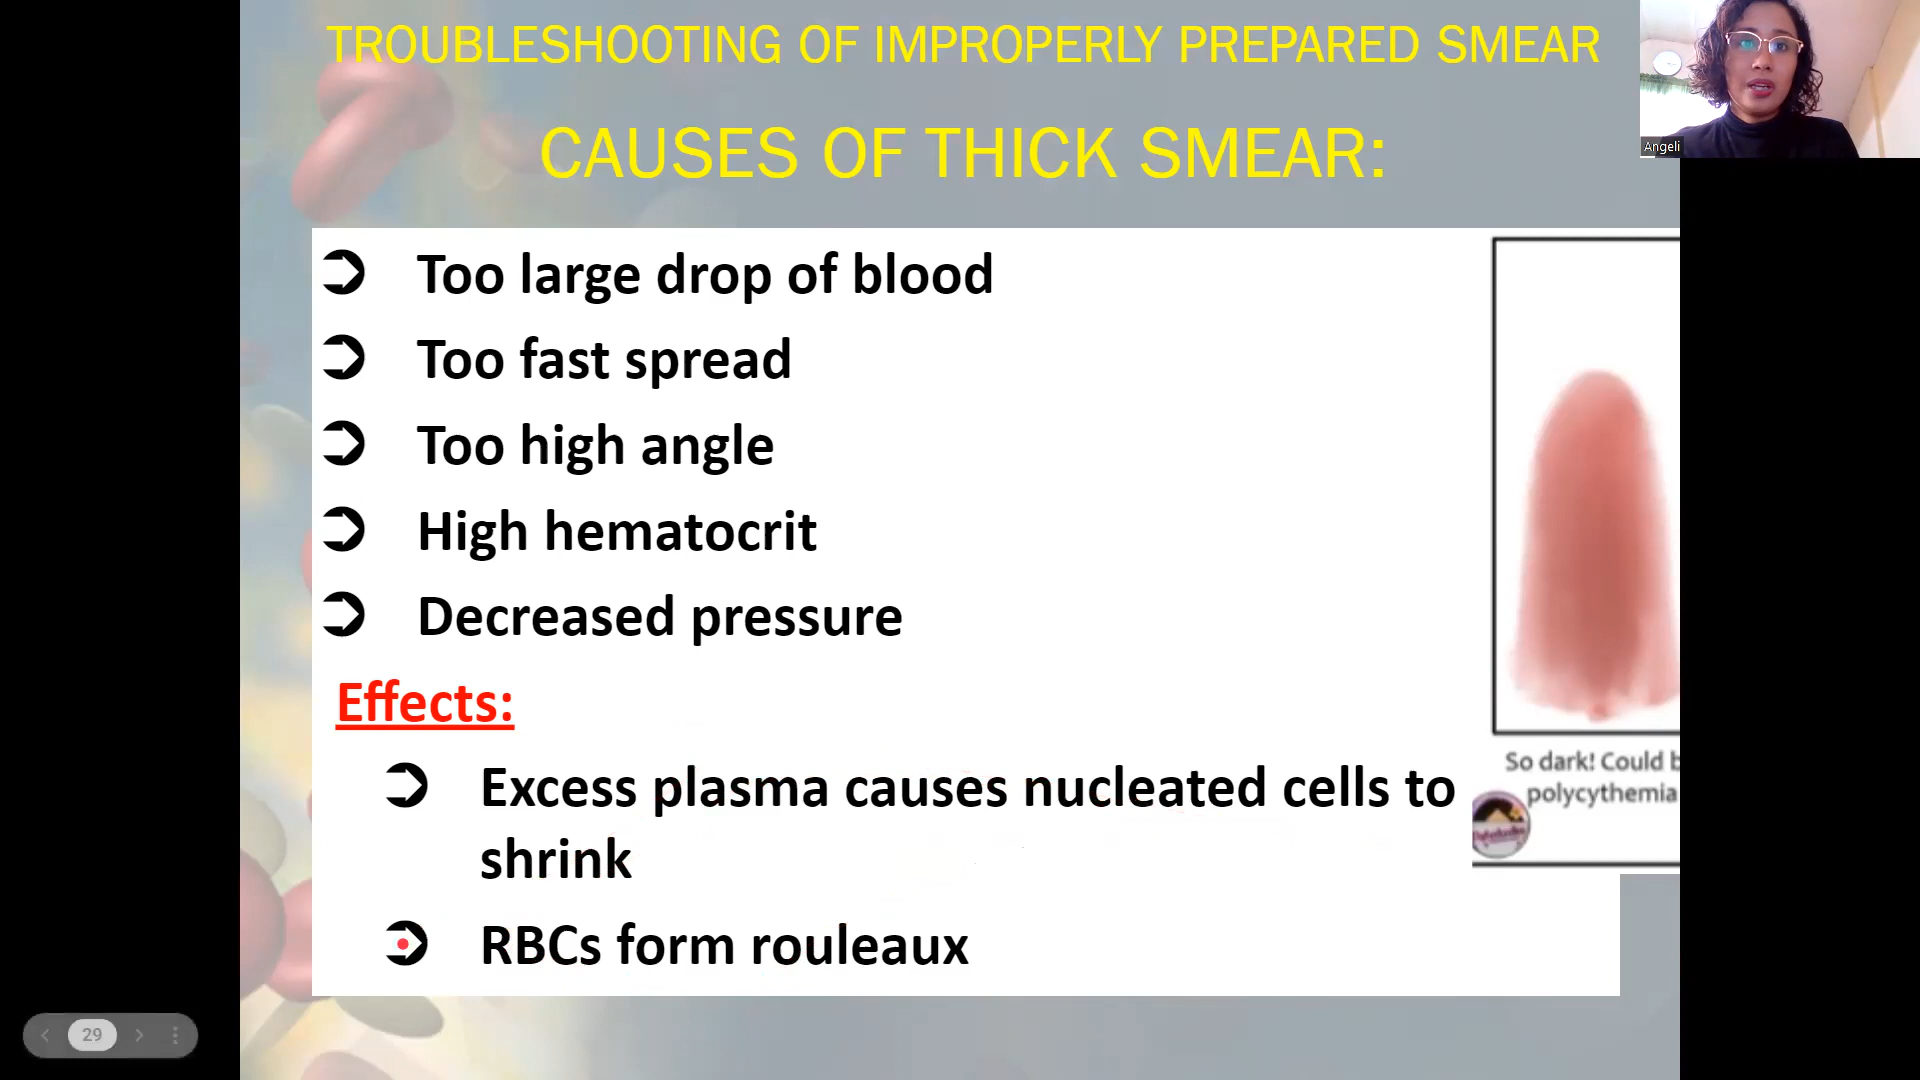 TROUBLESHOOTING OF IMPROPERLY PREPARED SMEAR
Angeli
CAUSES OF THICK SMEAR:
Too large drop of blood
Too fast spread
Too high angle
High hematocrit
Decreased pressure
Effects:
Excess plasma causes nucleated cells to
shrink
RBCs form rouleaux
So dark! Could b
polycythemia
29